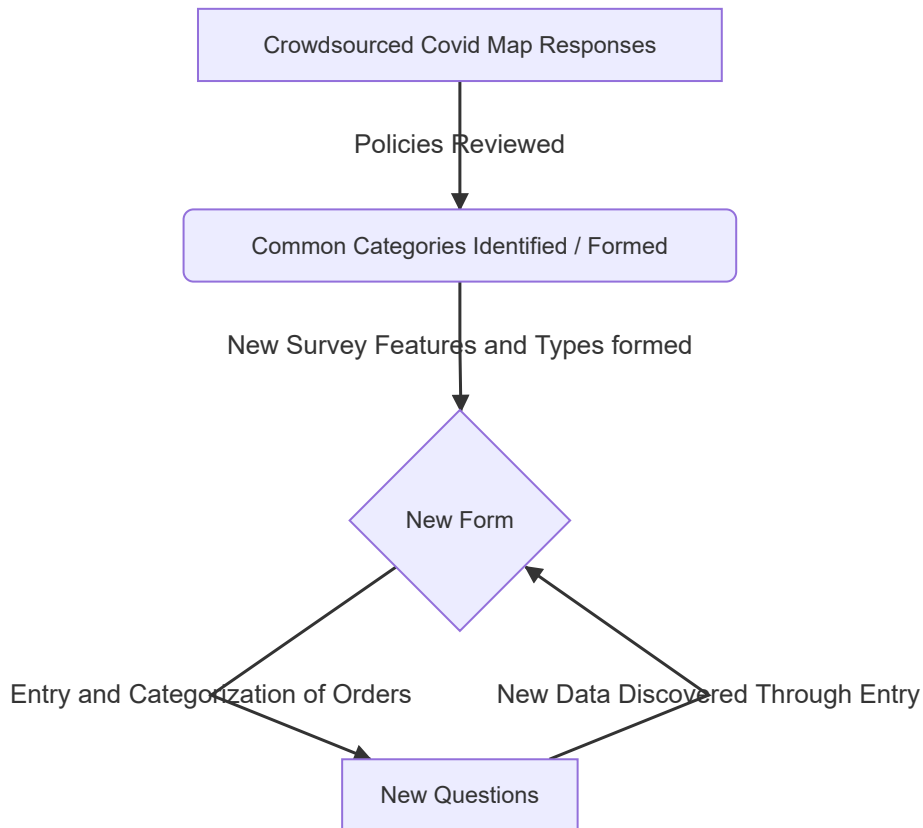 Crowdsourced Covid Map Responses
Policies Reviewed
Common Categories Identified / Formed
New Survey Features and Types formed
New Form
Entry and Categorization of Orders
New Data Discovered Through Entry
New Questions